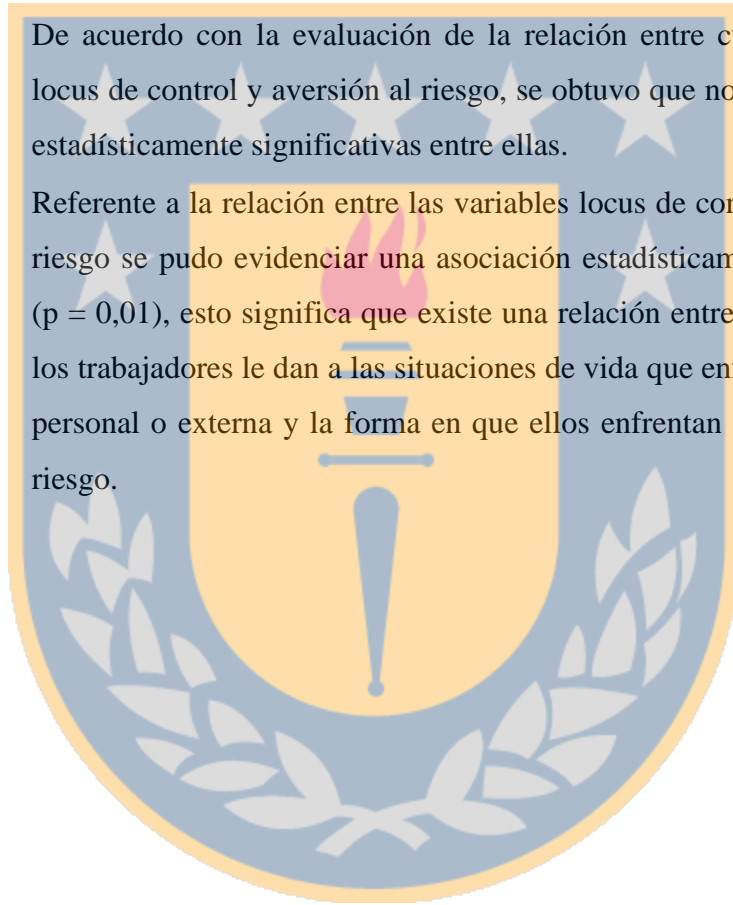 De acuerdo con la evaluación de la relación entre
locus de control y aversión al riesgo, se obtuvo que no
estadísticamente significativas entre ellas.
Referente a la relación entre las variables locus de
riesgo se pudo evidenciar una asociación
(p = 0,01), esto significa que existe una relación entre
los trabajadores le dan a las situaciones de vida que
personal o externa y la forma en que ellos enfrentan
riesgo.